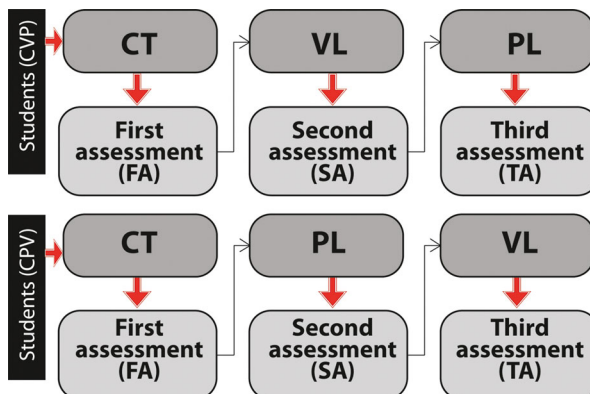 Students (CVP)
CT
VL
PL
First
assessment
(FA)
Second
assessment
(SA)
Third
assessment
(TA)
Students (CPV)
CT
PL
VL
First
assessment
(FA)
Second
assessment
(SA)
Third
assessment
(TA)